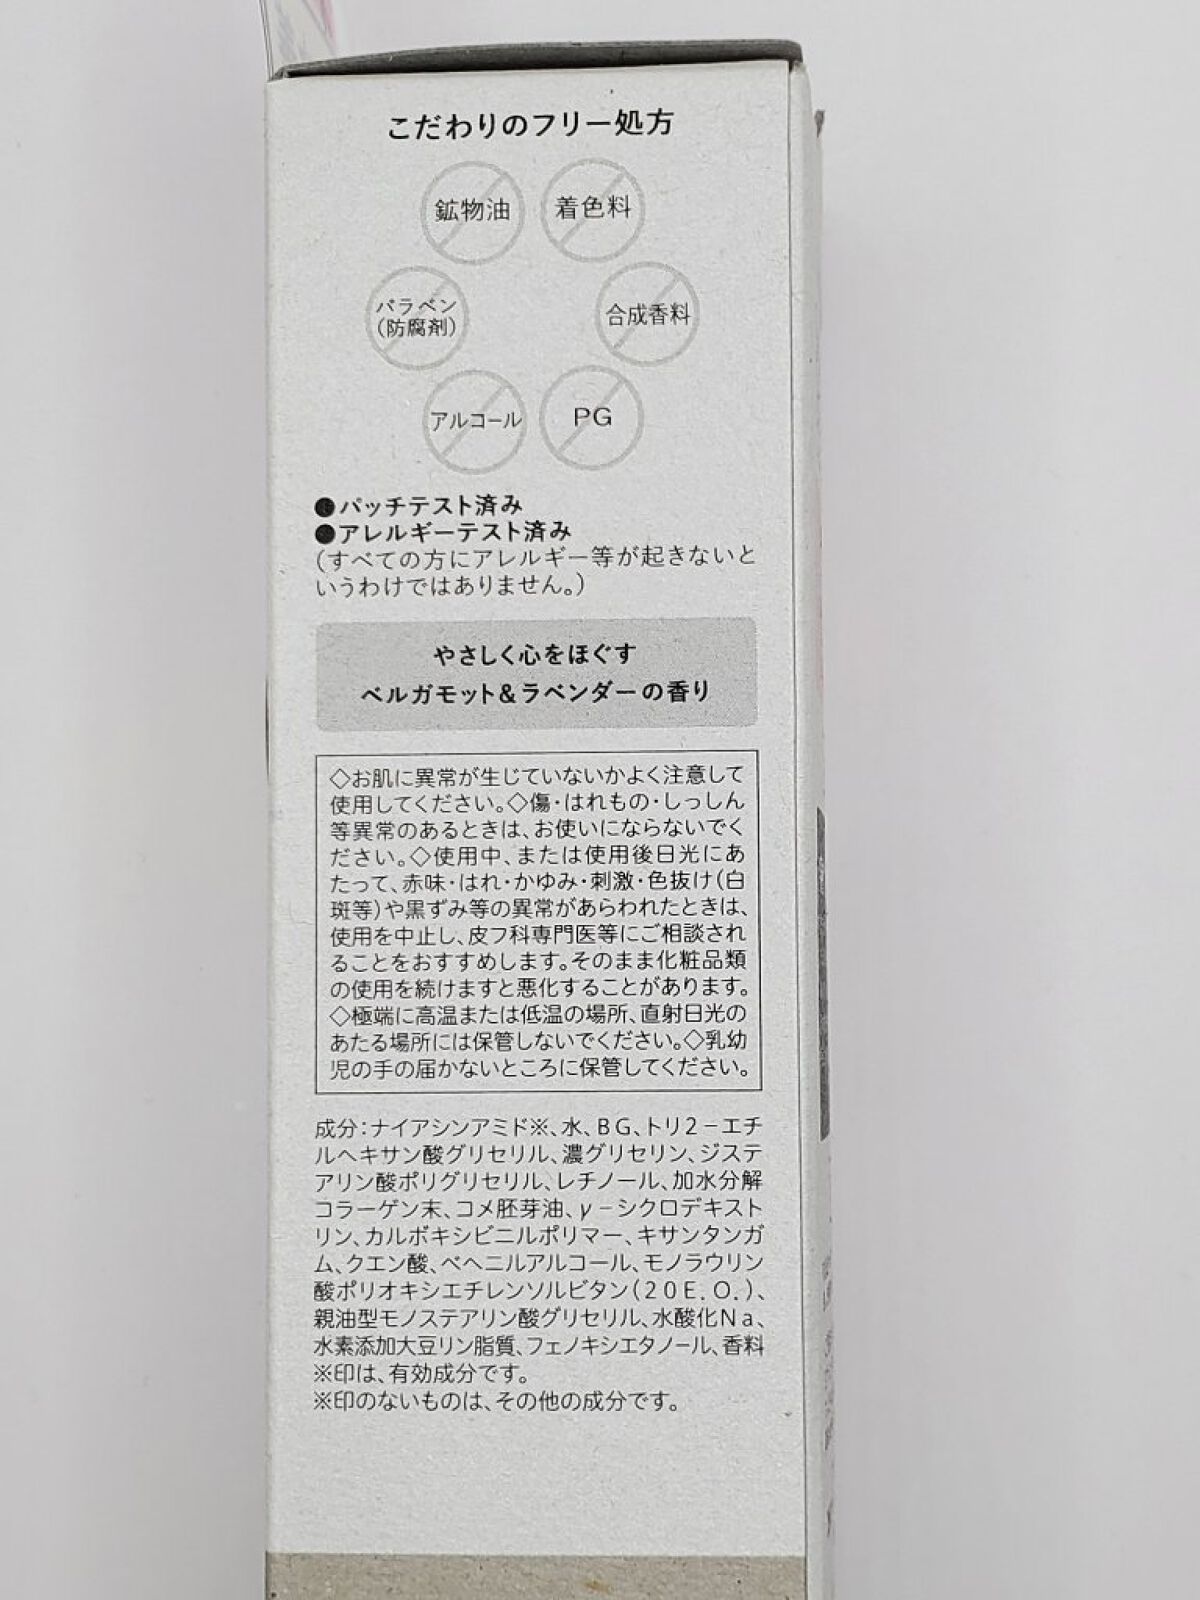 こだわりのフリー処方
鉱物油 着色料
パラベン
(防腐剤)
合成香料
アルコール PG
●パッチテスト済み
●アレルギーテスト済み
(すべての方にアレルギー等が起きないと
いうわけではありません。)
やさしく心をほぐす
ベルガモット&ラベンダーの香り
◇お肌に異常が生じていないかよく注意して
使用してください。◇傷・はれもの・しっしん
等異常のあるときは、お使いにならないでく
ださい。◇使用中、または使用後日光にあ
たって、赤味・はれ・かゆみ・刺激・色抜け(白
斑等)や黒ずみ等の異常があらわれたときは、
使用を中止し、皮フ科専門医等にご相談され
ることをおすすめします。そのまま化粧品類
の使用を続けますと悪化することがあります。
◇極端に高温または低温の場所、直射日光の
あたる場所には保管しないでください。◇乳幼
児の手の届かないところに保管してください。
成分:ナイアシンアミド※、水、BG、トリ2-エチ
ルヘキサン酸グリセリル、濃グリセリン、ジステ
アリン酸ポリグリセリル、レチノール、加水分解
コラーゲン末、コメ胚芽油、γ-シクロデキスト
リン、カルボキシビニルポリマー、キサンタンガ
ム、クエン酸、ベヘニルアルコール、モノラウリン
酸ポリオキシエチレンソルビタン(20E.O.)、
親油型モノステアリン酸グリセリル、水酸化Na、
水素添加大豆リン脂質、フェノキシエタノール、香料
※印は、有効成分です。
※印のないものは、その他の成分です。